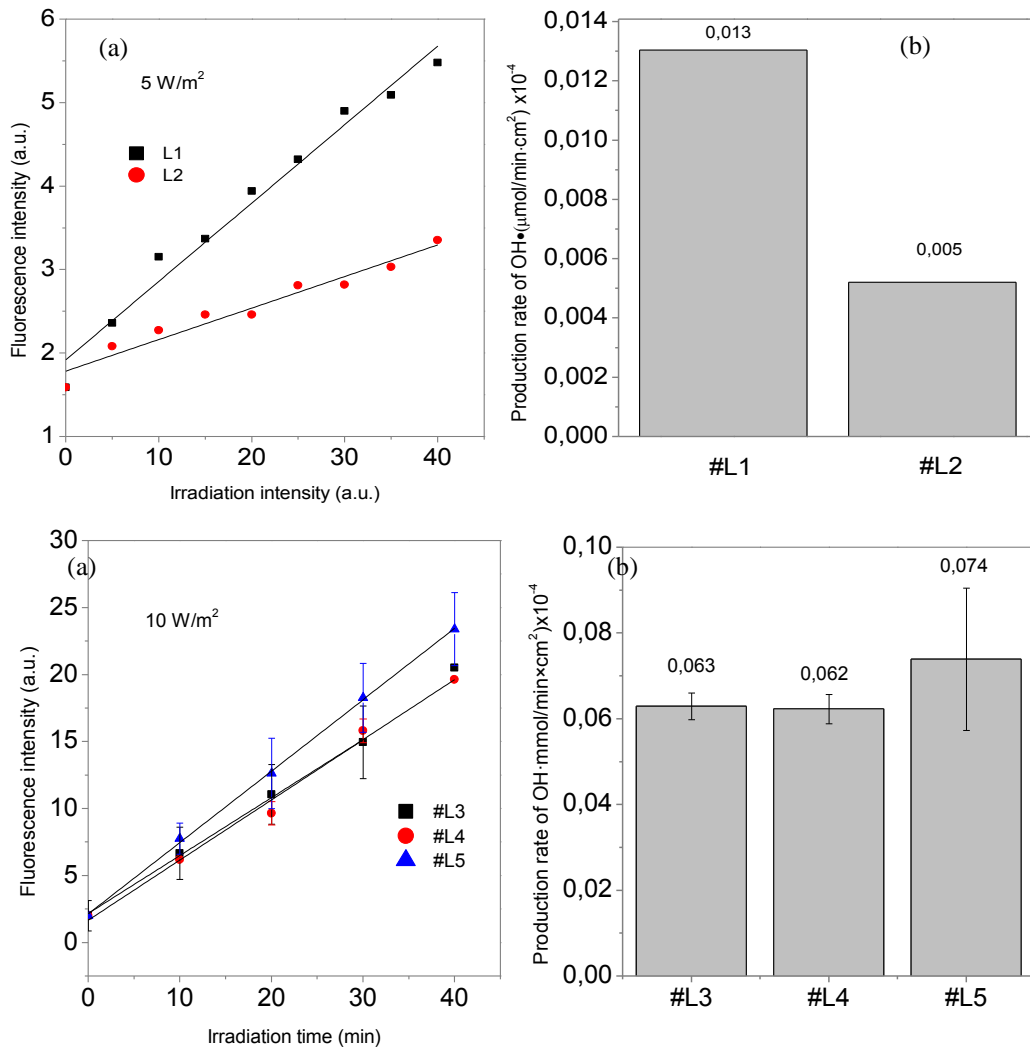 (a)
5 W/m²
L1
L2
6
5
4
3
2
1
0
10
20
30
40
Fluorescence intensity (a.u.)
Irradiation intensity (a.u.)
(b)
0,013
0,005
0,014
0,012
0,010
0,008
0,006
0,004
0,002
0,000
Production rate of OH•(μmol/min·cm²) x10⁻⁴
#L1
#L2
(a)
10 W/m²
#L3
#L4
#L5
30
25
20
15
10
5
0
0
10
20
30
40
Fluorescence intensity (a.u.)
Irradiation time (min)
(b)
0,063
0,062
0,074
0,10
0,08
0,06
0,04
0,02
0,00
Production rate of OH·mmol/min×cm²)x10⁻⁴
#L3
#L4
#L5